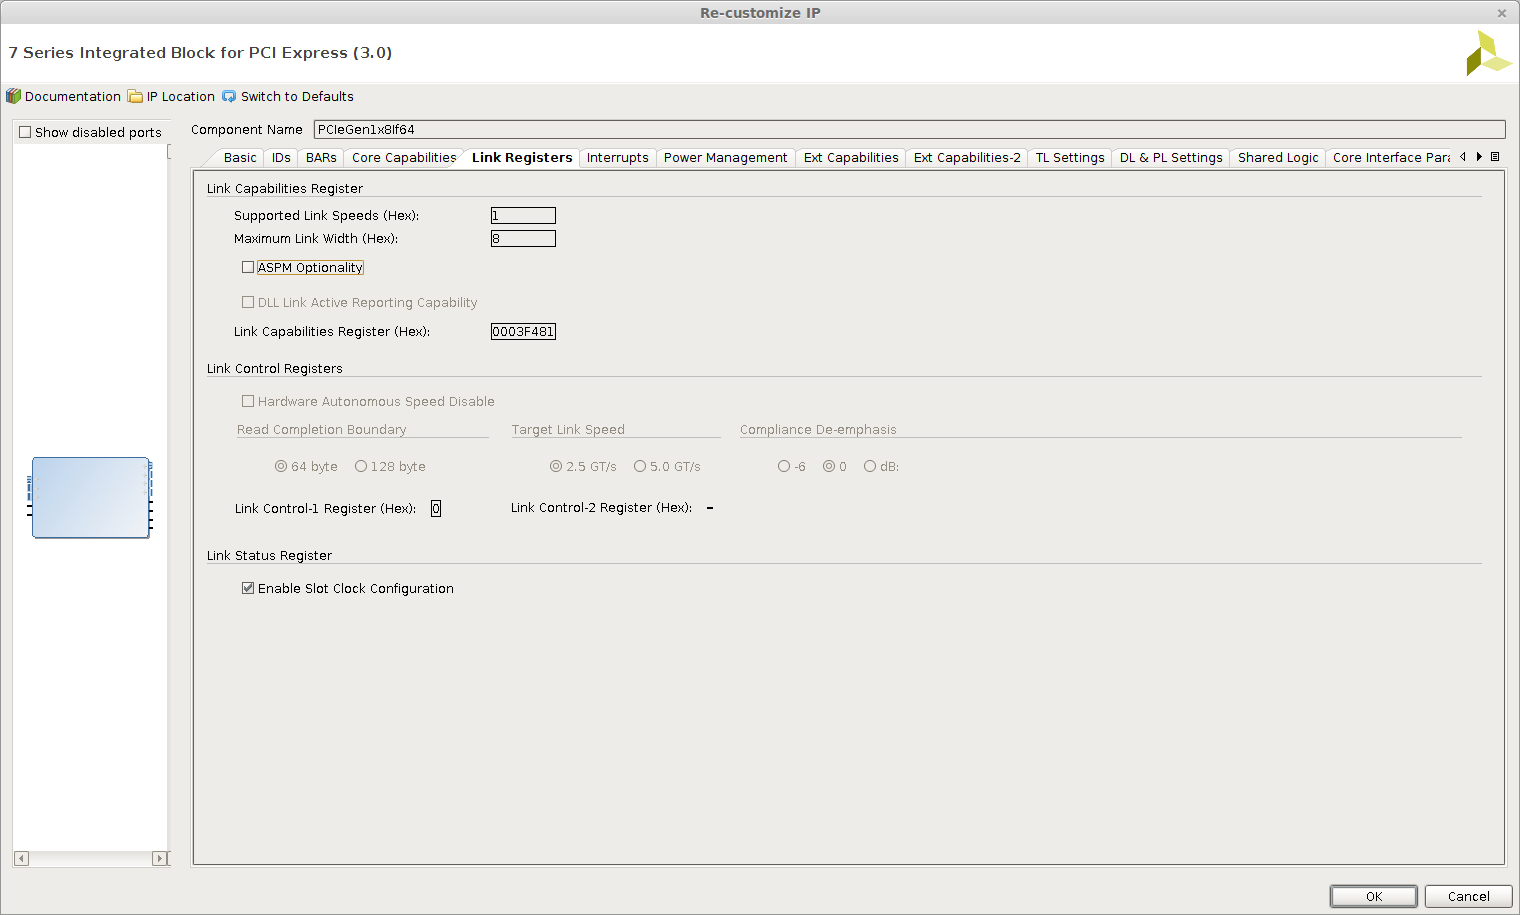 Re-customize IP
7 Series Integrated Block for PCI Express (3.0)
Documentation IP Location Switch to Defaults
Show disabled ports
Component Name PCIeGen1x8If64
Basic IDs BARs Core Capabilities Link Registers Interrupts Power Management Ext Capabilities Ext Capabilities-2 TL Settings DL & PL Settings Shared Logic Core Interface Para
Link Capabilities Register
Supported Link Speeds (Hex): 1
Maximum Link Width (Hex): 8
ASPM Optionality
DLL Link Active Reporting Capability
Link Capabilities Register (Hex): 0003F481
Link Control Registers
Hardware Autonomous Speed Disable
Read Completion Boundary Target Link Speed Compliance De-emphasis
64 byte 128 byte 2.5 GT/s 5.0 GT/s -6 0 dB:
Link Control-1 Register (Hex): 0 Link Control-2 Register (Hex): -
Link Status Register
Enable Slot Clock Configuration
OK Cancel